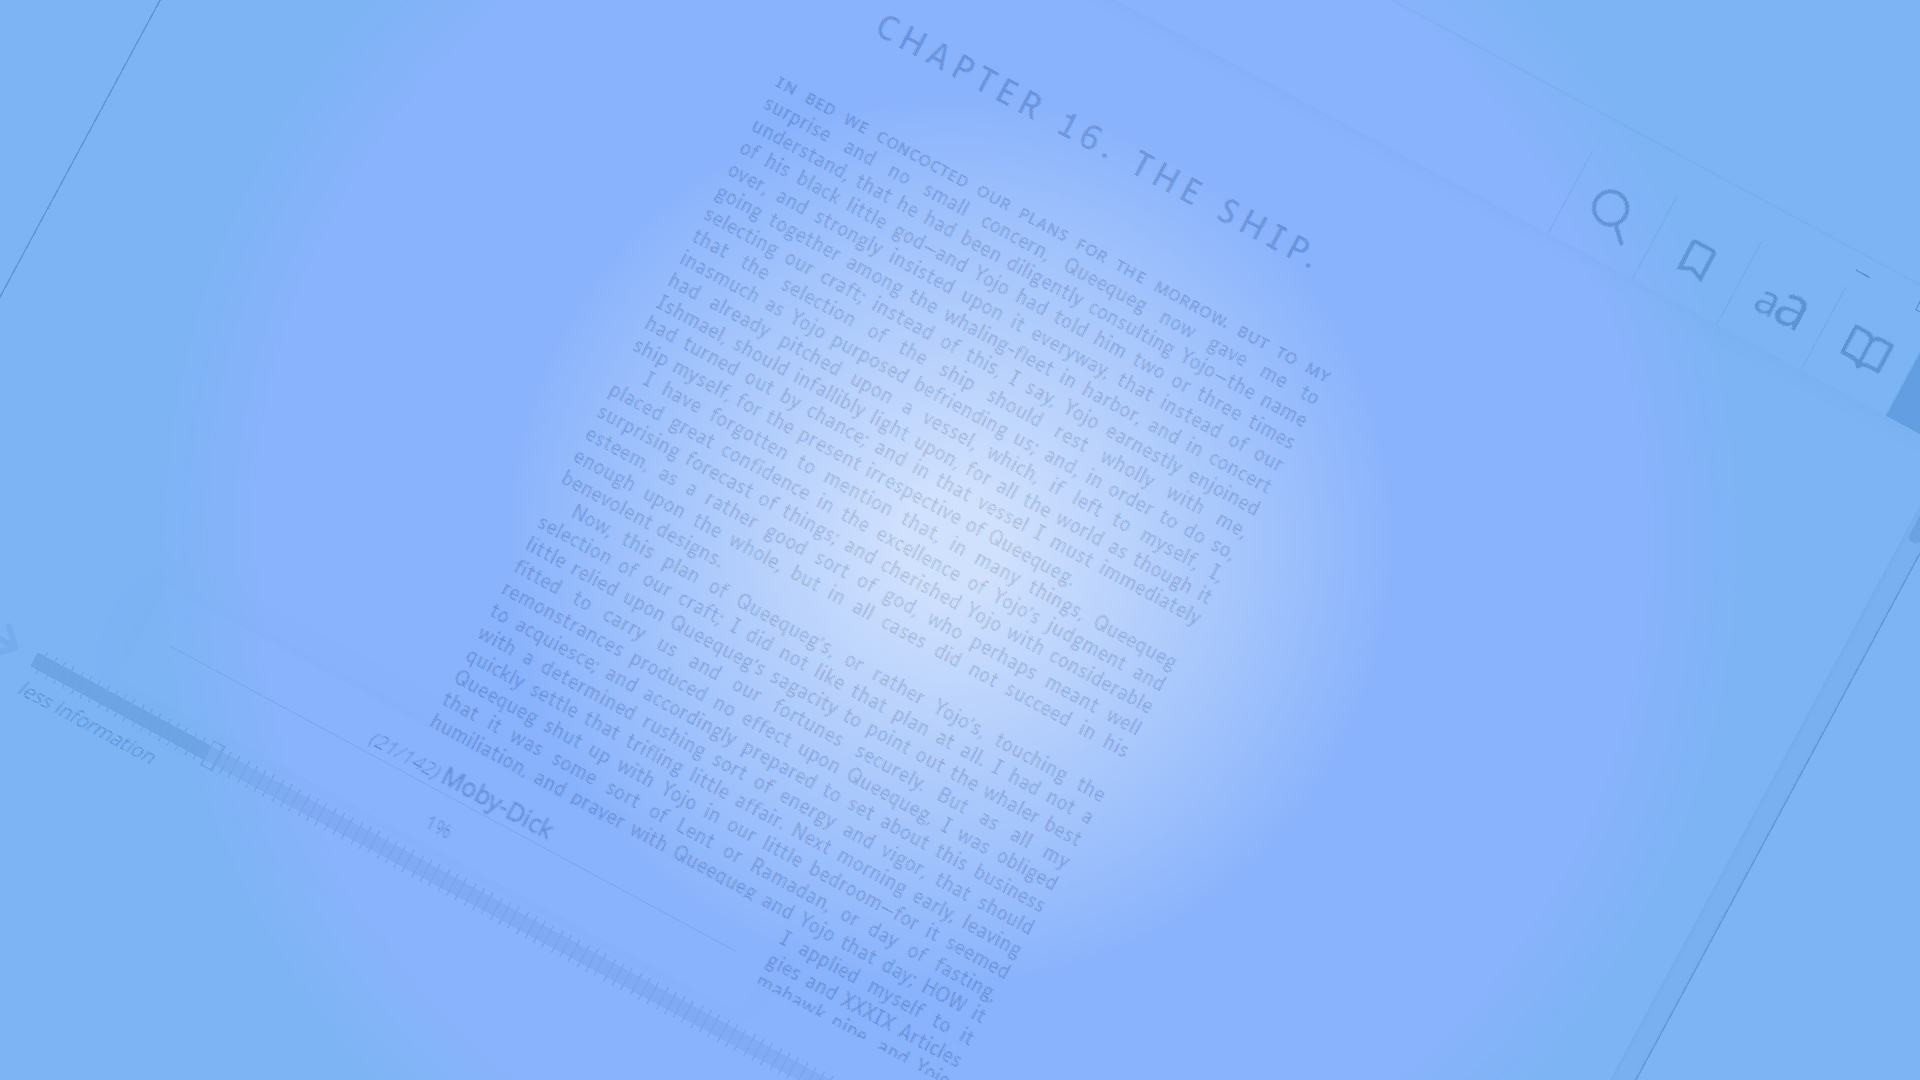 CHAPTER 16. THE SHIP.
IN BED WE CONCOCTED OUR PLANS FOR THE MORROW. BUT TO MY
surprise and no small concern, Queequeg now gave me to
understand, that he had been diligently consulting Yojo—the name
of his black little god—and Yojo had told him two or three times
over, and strongly insisted upon it everyway, that instead of our
going together among the whaling-fleet in harbor, and in concert
selecting our craft; instead of this, I say, Yojo earnestly enjoined
that the selection of the ship should rest wholly with me,
inasmuch as Yojo purposed befriending us; and, in order to do so,
had already pitched upon a vessel, which, if left to myself, I,
Ishmael, should infallibly light upon, for all the world as though it
had turned out by chance; and in that vessel I must immediately
ship myself, for the present irrespective of Queequeg.
I have forgotten to mention that, in many things, Queequeg
placed great confidence in the excellence of Yojo's judgment and
surprising forecast of things; and cherished Yojo with considerable
esteem, as a rather good sort of god, who perhaps meant well
enough upon the whole, but in all cases did not succeed in his
benevolent designs.
Now, this plan of Queequeg's, or rather Yojo's, touching the
selection of our craft; I did not like that plan at all. I had not a
little relied upon Queequeg's sagacity to point out the whaler best
fitted to carry us and our fortunes securely. But as all my
remonstrances produced no effect upon Queequeg, I was obliged
to acquiesce; and accordingly prepared to set about this business
with a determined rushing sort of energy and vigor, that should
quickly settle that trifling little affair. Next morning early, leaving
Queequeg shut up with Yojo in our little bedroom—for it seemed
that it was some sort of Lent or Ramadan, or day of fasting,
humiliation, and prayer with Queequeg and Yojo that day; HOW it
I applied myself to it
gies and XXXIX Articles
mahawk pipe, and Yojo
aa
less information
(21/142) Moby-Dick
1%